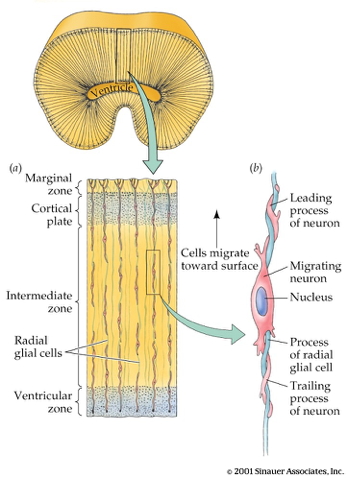 Ventricle
(a)
Marginal
zone
Cortical
plate
Intermediate
zone
Radial
glial cells
Ventricular
zone
Cells migrate
toward surface
(b)
Leading
process
of neuron
Migrating
neuron
Nucleus
Process
of radial
glial cell
Trailing
process
of neuron
© 2001 Sinauer Associates, Inc.